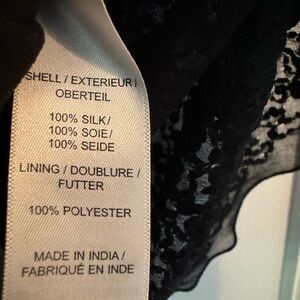 SHELL / EXTERIEUR /
OBERTEIL
100% SILK/
100% SOIE/
100% SEIDE
LINING / DOUBLURE /
FUTTER
100% POLYESTER
MADE IN INDIA/
FABRIQUÉ EN INDE